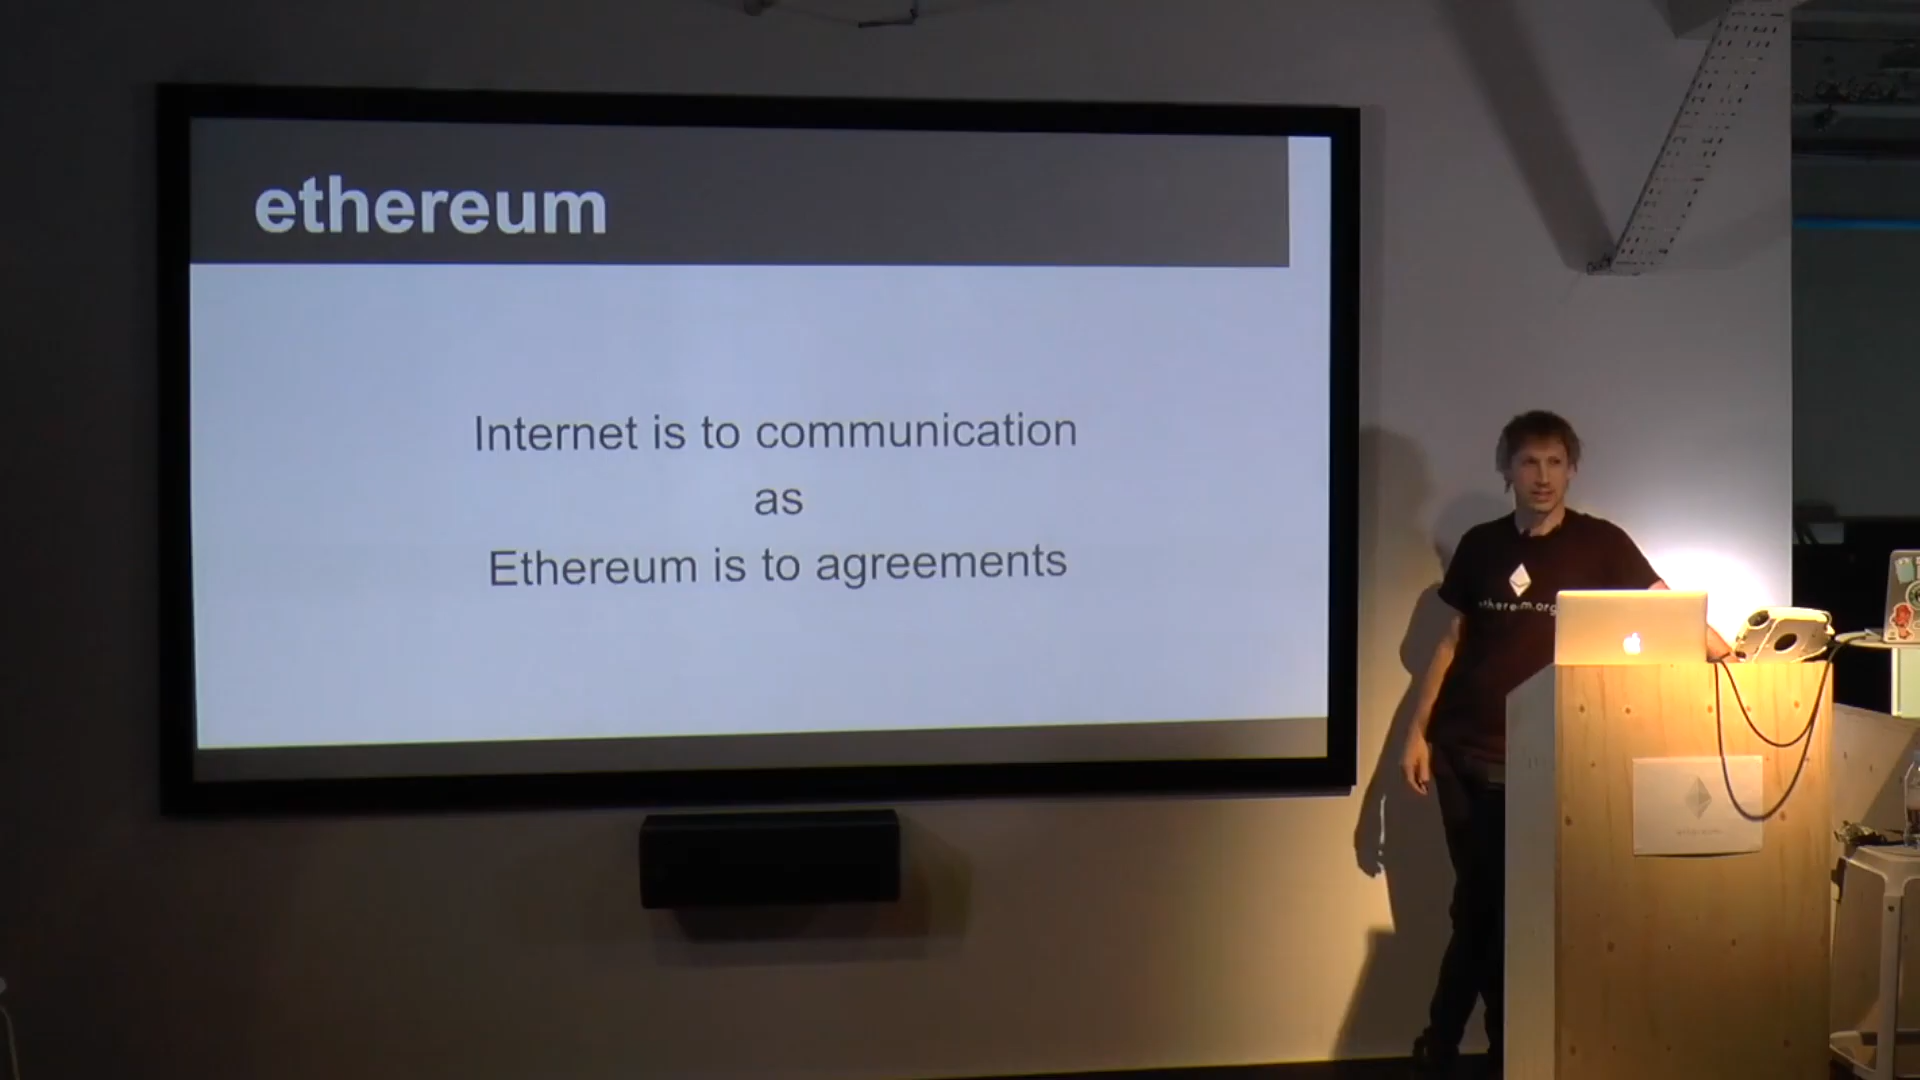 ethereum
Internet is to communication
as
Ethereum is to agreements
ethereum.org